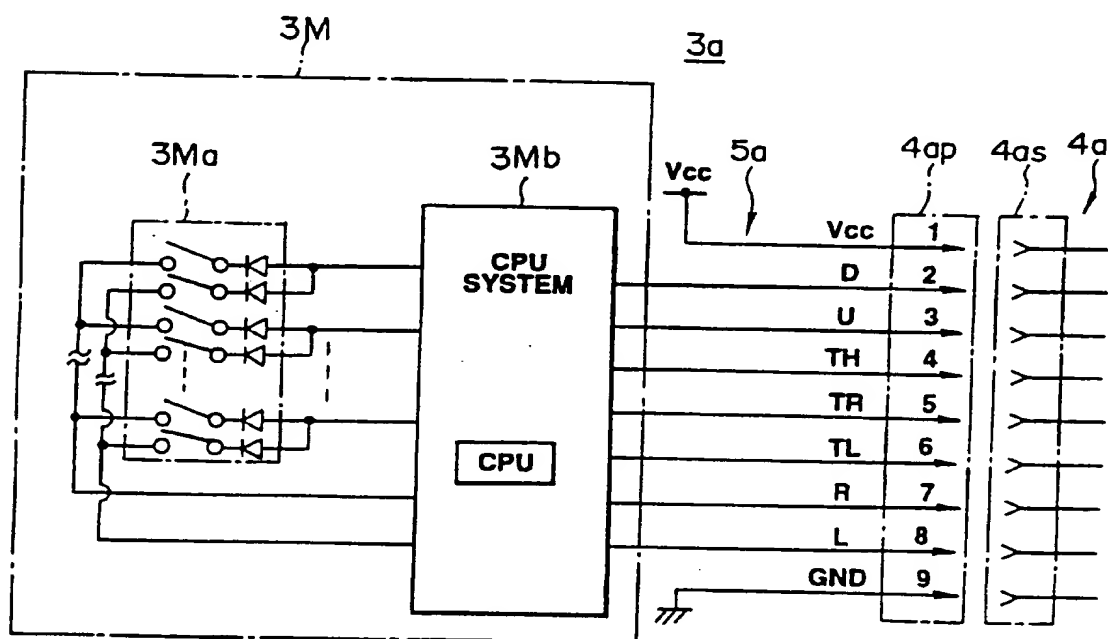 3M
3a
3Ma
3Mb
Vcc
5a
4ap
4as
4a
CPU
SYSTEM
CPU
Vcc 1
D 2
U 3
TH 4
TR 5
TL 6
R 7
L 8
GND 9